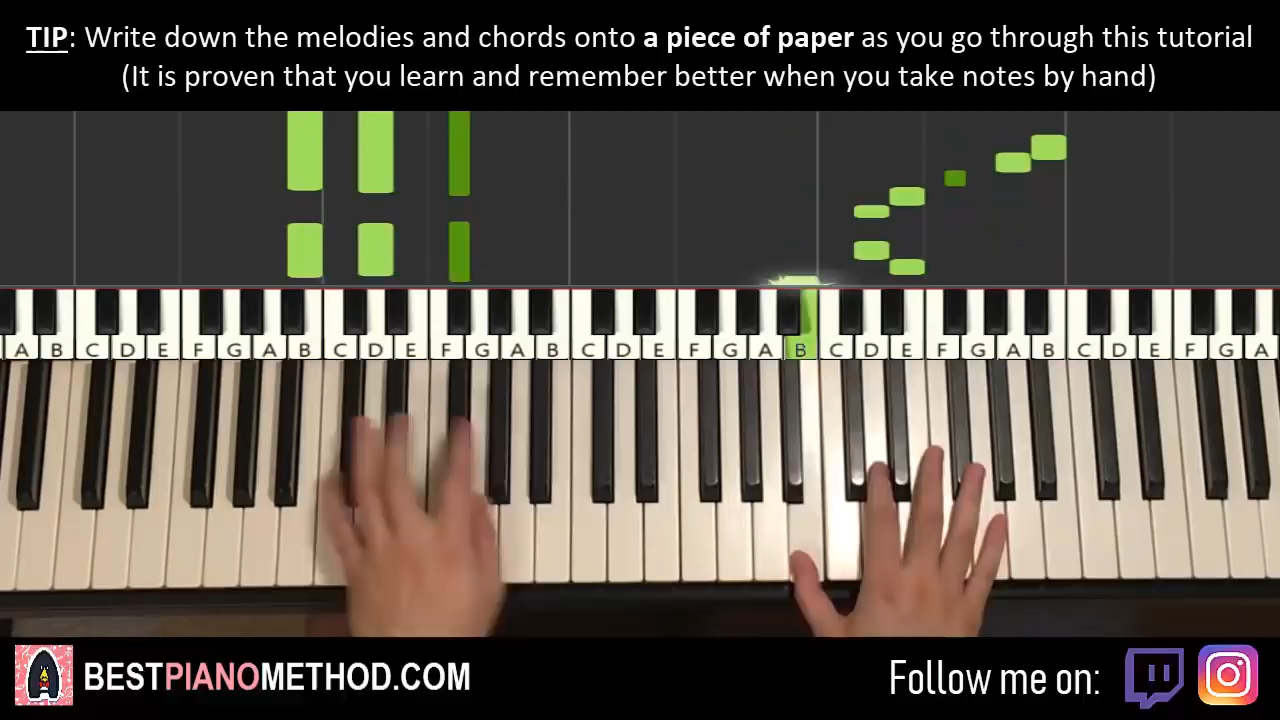 TIP: Write down the melodies and chords onto a piece of paper as you go through this tutorial
(It is proven that you learn and remember better when you take notes by hand)
A B C D E F G A B C D E F G A B C D E F G A B C D E F G A B C D E F G A
BESTPIANOMETHOD.COM
Follow me on: